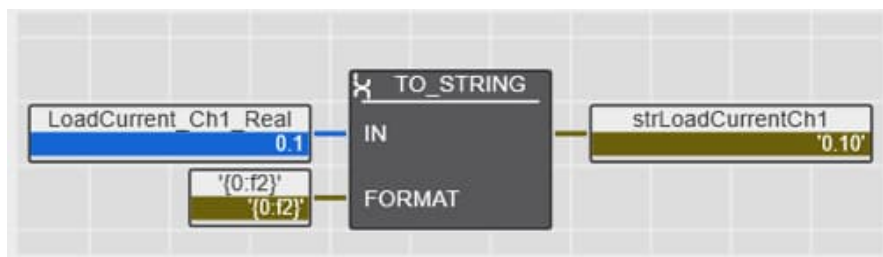 TO_STRING
LoadCurrent_Ch1_Real
0.1
IN
strLoadCurrentCh1
'0.10'
'{0:f2}'
'{0:f2}'
FORMAT